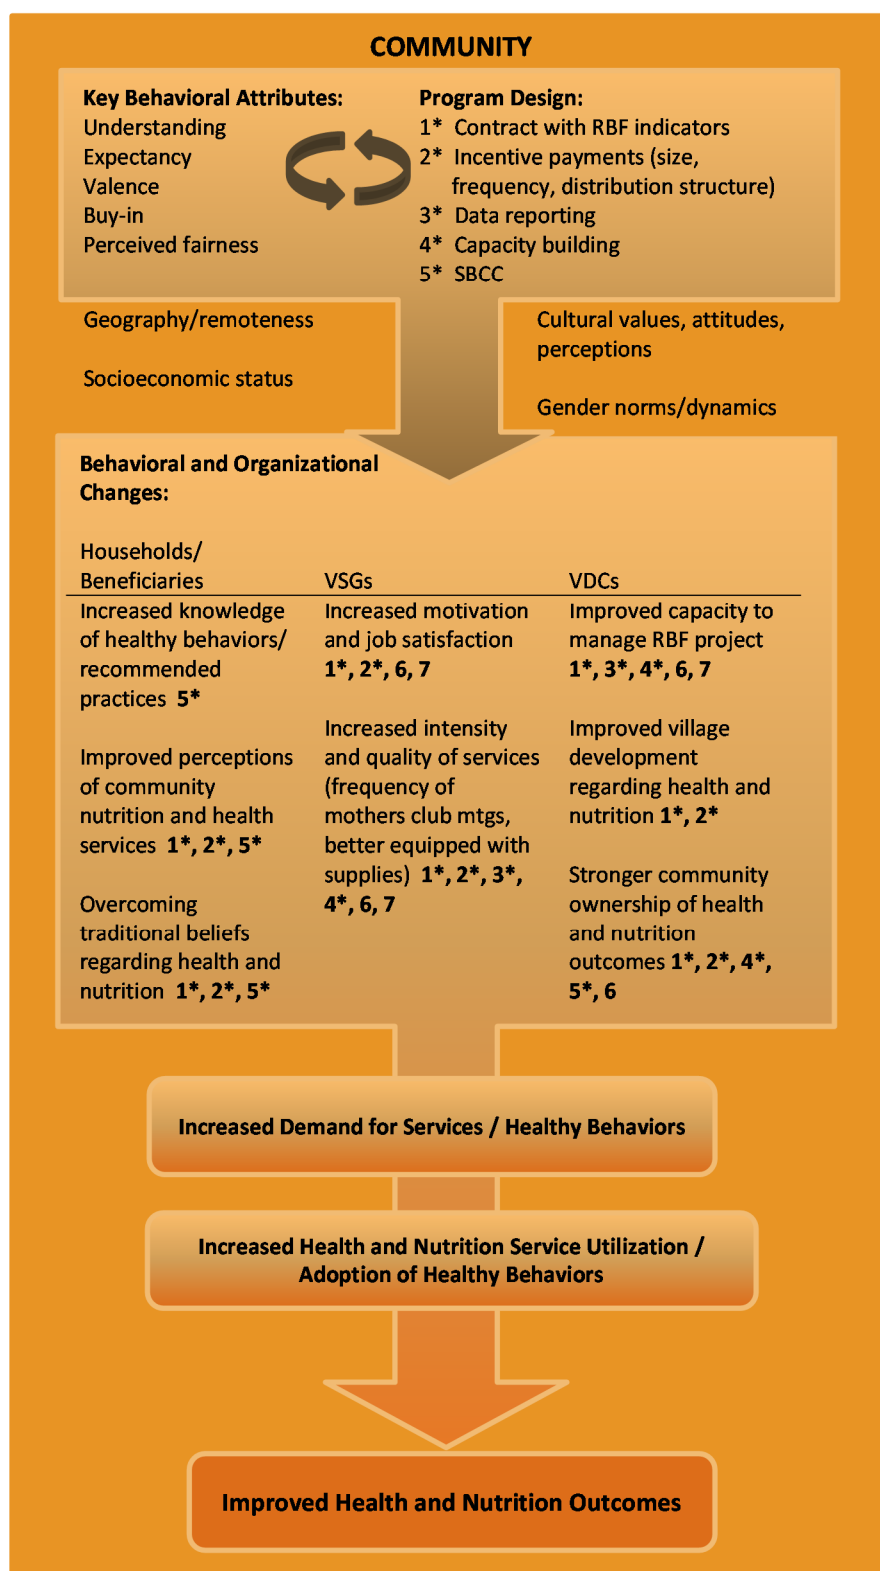 COMMUNITY
Key Behavioral Attributes:
Understanding
Expectancy
Valence
Buy-in
Perceived fairness
Program Design:
1* Contract with RBF indicators
2* Incentive payments (size,
frequency, distribution structure)
3* Data reporting
4* Capacity building
5* SBCC
Geography/remoteness
Socioeconomic status
Cultural values, attitudes,
perceptions
Gender norms/dynamics
Behavioral and Organizational
Changes:
Households/
Beneficiaries
Increased knowledge
of healthy behaviors/
recommended
practices 5*
Improved perceptions
of community
nutrition and health
services 1*, 2*, 5*
Overcoming
traditional beliefs
regarding health and
nutrition 1*, 2*, 5*
VSGs
Increased motivation
and job satisfaction
1*, 2*, 6, 7
Increased intensity
and quality of services
(frequency of
mothers club mtgs,
better equipped with
supplies) 1*, 2*, 3*,
4*, 6, 7
VDCs
Improved capacity to
manage RBF project
1*, 3*, 4*, 6, 7
Improved village
development
regarding health and
nutrition 1*, 2*
Stronger community
ownership of health
and nutrition
outcomes 1*, 2*, 4*,
5*, 6
Increased Demand for Services / Healthy Behaviors
Increased Health and Nutrition Service Utilization /
Adoption of Healthy Behaviors
Improved Health and Nutrition Outcomes